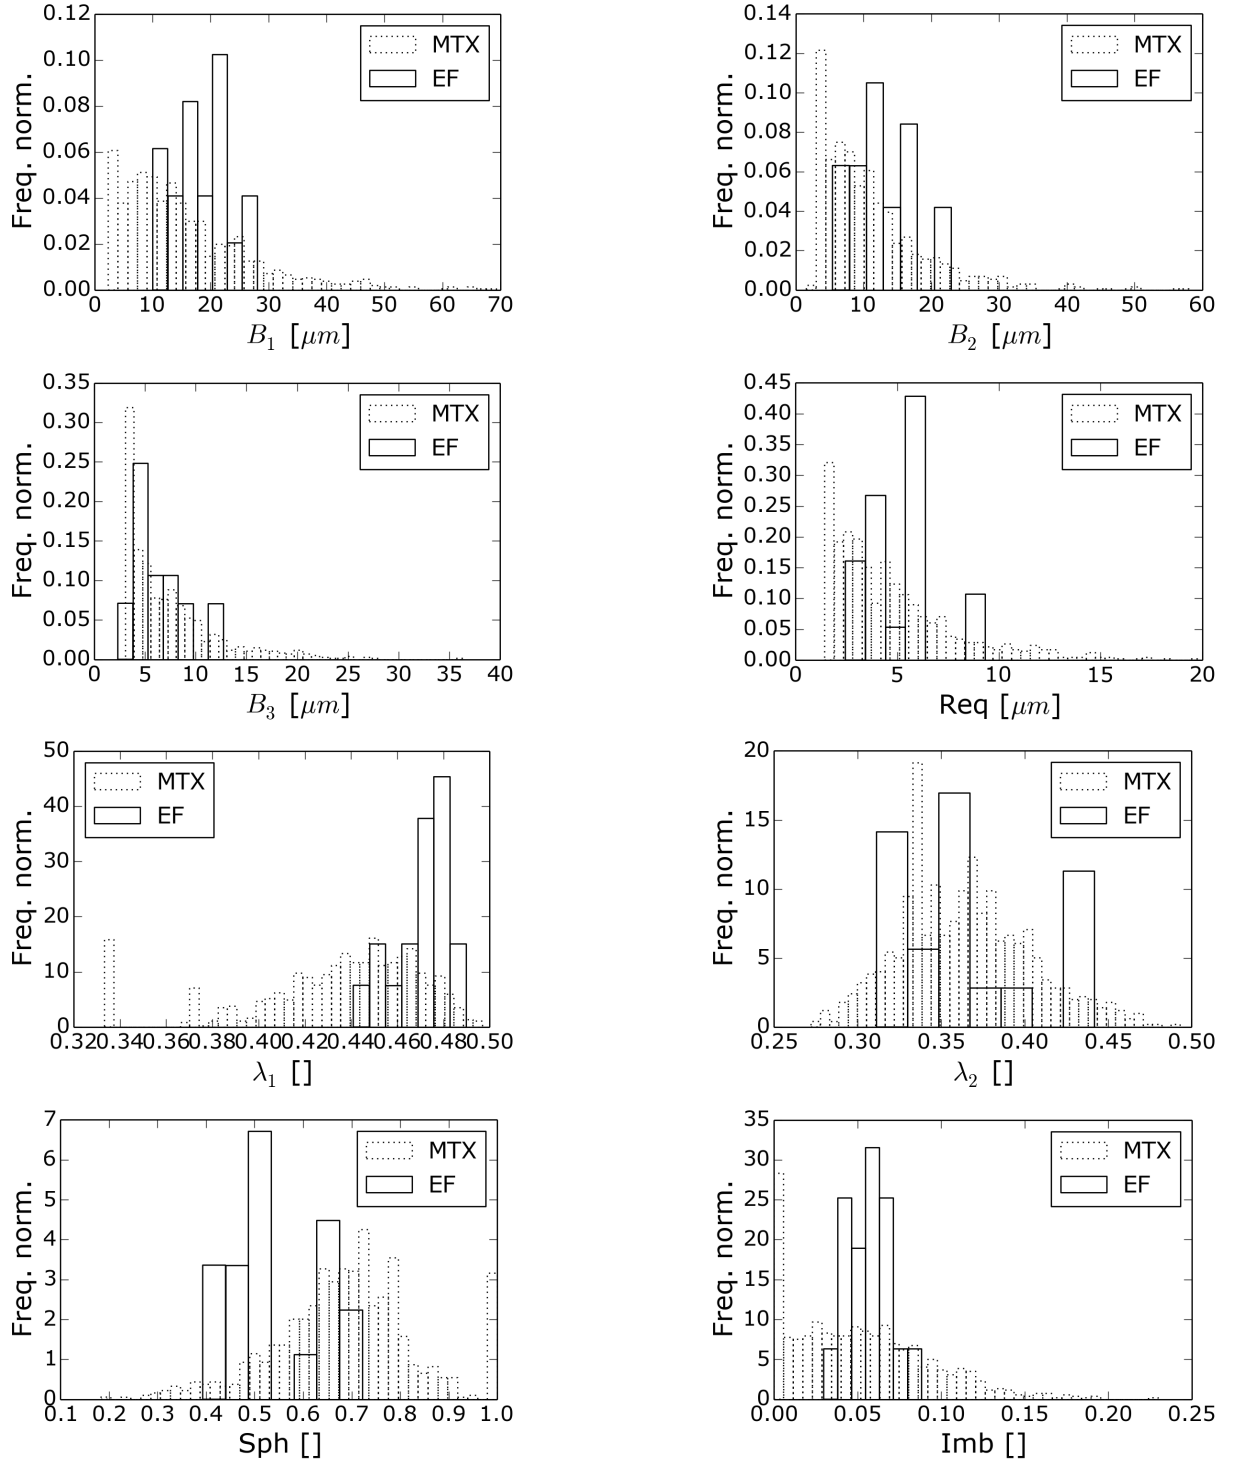 0.12
0.10
0.08
0.06
0.04
0.02
0.00
Freq. norm.
MTX
EF
0 10 20 30 40 50 60 70
B₁ [μm]
0.14
0.12
0.10
0.08
0.06
0.04
0.02
0.00
Freq. norm.
MTX
EF
0 10 20 30 40 50 60
B₂ [μm]
0.35
0.30
0.25
0.20
0.15
0.10
0.05
0.00
Freq. norm.
MTX
EF
0 5 10 15 20 25 30 35 40
B₃ [μm]
0.45
0.40
0.35
0.30
0.25
0.20
0.15
0.10
0.05
0.00
Freq. norm.
MTX
EF
0 5 10 15 20
Req [μm]
50
40
30
20
10
0
Freq. norm.
MTX
EF
0.32 0.34 0.36 0.38 0.40 0.42 0.44 0.46 0.48 0.50
λ₁ []
20
15
10
5
0
Freq. norm.
MTX
EF
0.25 0.30 0.35 0.40 0.45 0.50
λ₂ []
7
6
5
4
3
2
1
0
Freq. norm.
MTX
EF
0.1 0.2 0.3 0.4 0.5 0.6 0.7 0.8 0.9 1.0
Sph []
35
30
25
20
15
10
5
0
Freq. norm.
MTX
EF
0.00 0.05 0.10 0.15 0.20 0.25
Imb []